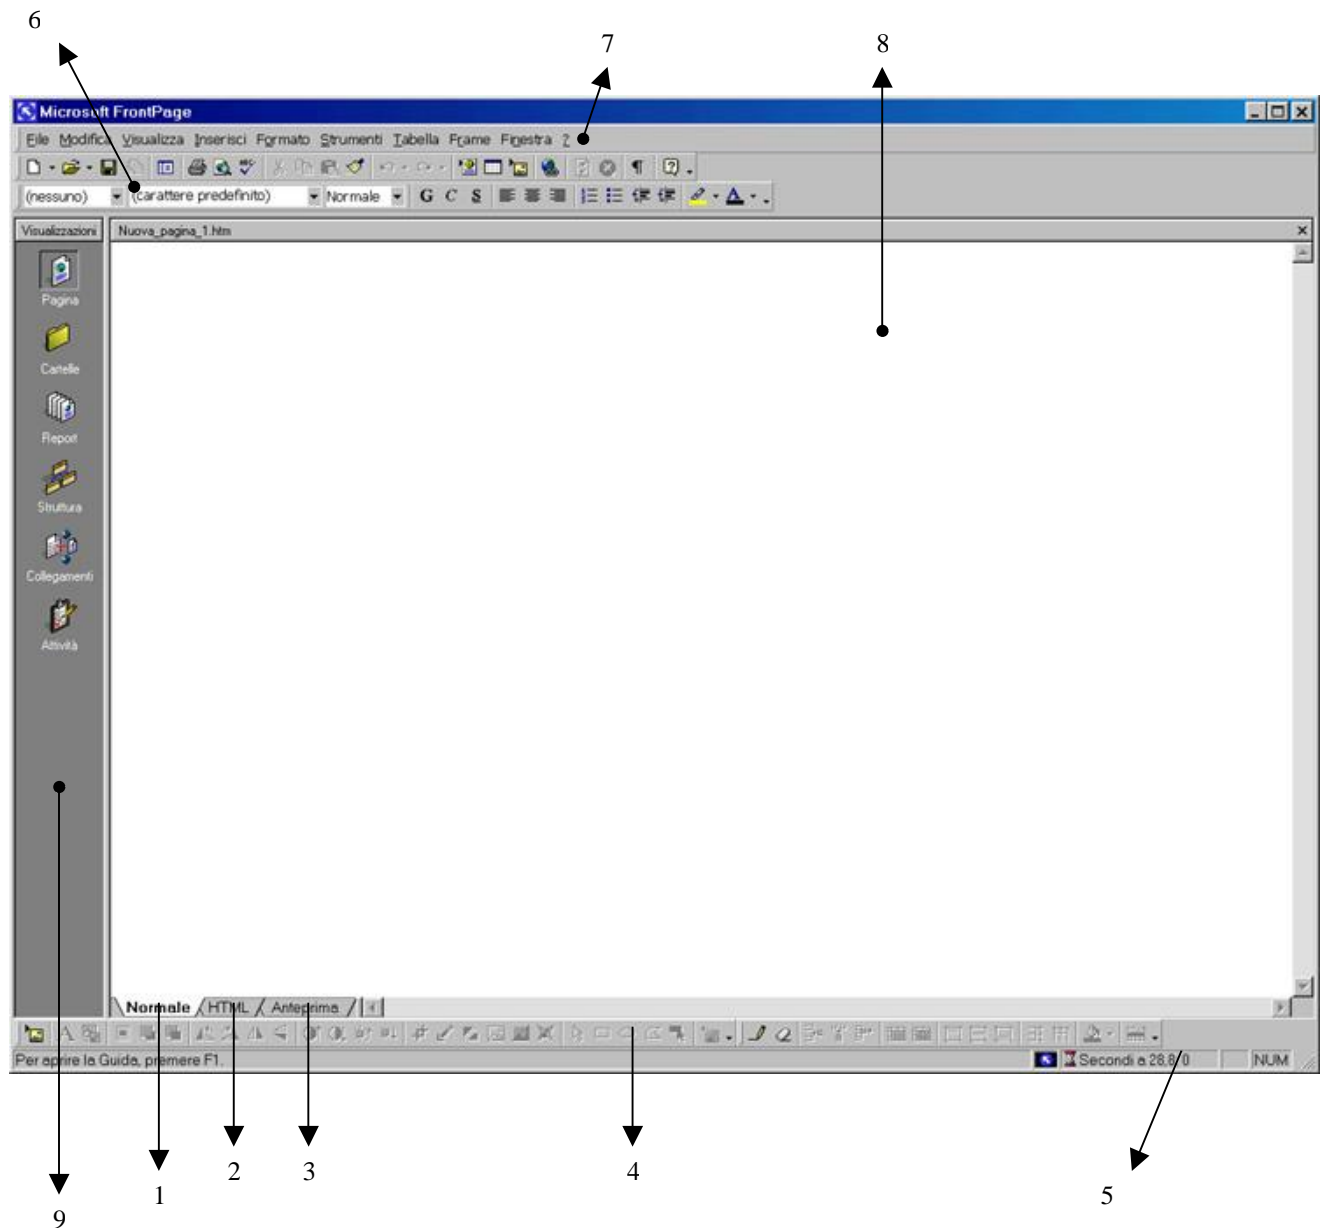 6
7
8
Microsoft FrontPage
File Modifica Visualizza Inserisci Formato Strumenti Tabella Frame Finestra ?
(nessuno) (carattere predefinito) Normale G C S A
Visualizzazioni Nuova_pagina_1.htm
Pagina
Cartelle
Report
Struttura
Collegamenti
Attività
Normale HTML Anteprima
Per aprire la Guida, premere F1. Secondi a 28,8 0 NUM
1
2
3
4
5
9